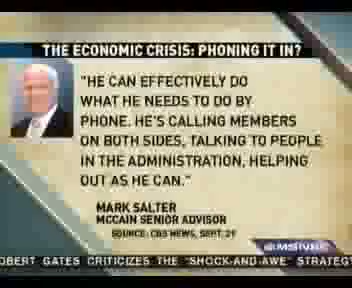 THE ECONOMIC CRISIS: PHONING IT IN?
"HE CAN EFFECTIVELY DO
WHAT HE NEEDS TO DO BY
PHONE. HE'S CALLING MEMBERS
ON BOTH SIDES, TALKING TO PEOPLE
IN THE ADMINISTRATION, HELPING
OUT AS HE CAN."
MARK SALTER
MCCAIN SENIOR ADVISOR
SOURCE: CBS NEWS, SEPT. 29
MSNBC
OBERT GATES CRITICIZES THE "SHOCK-AND-AWE" STRATEG